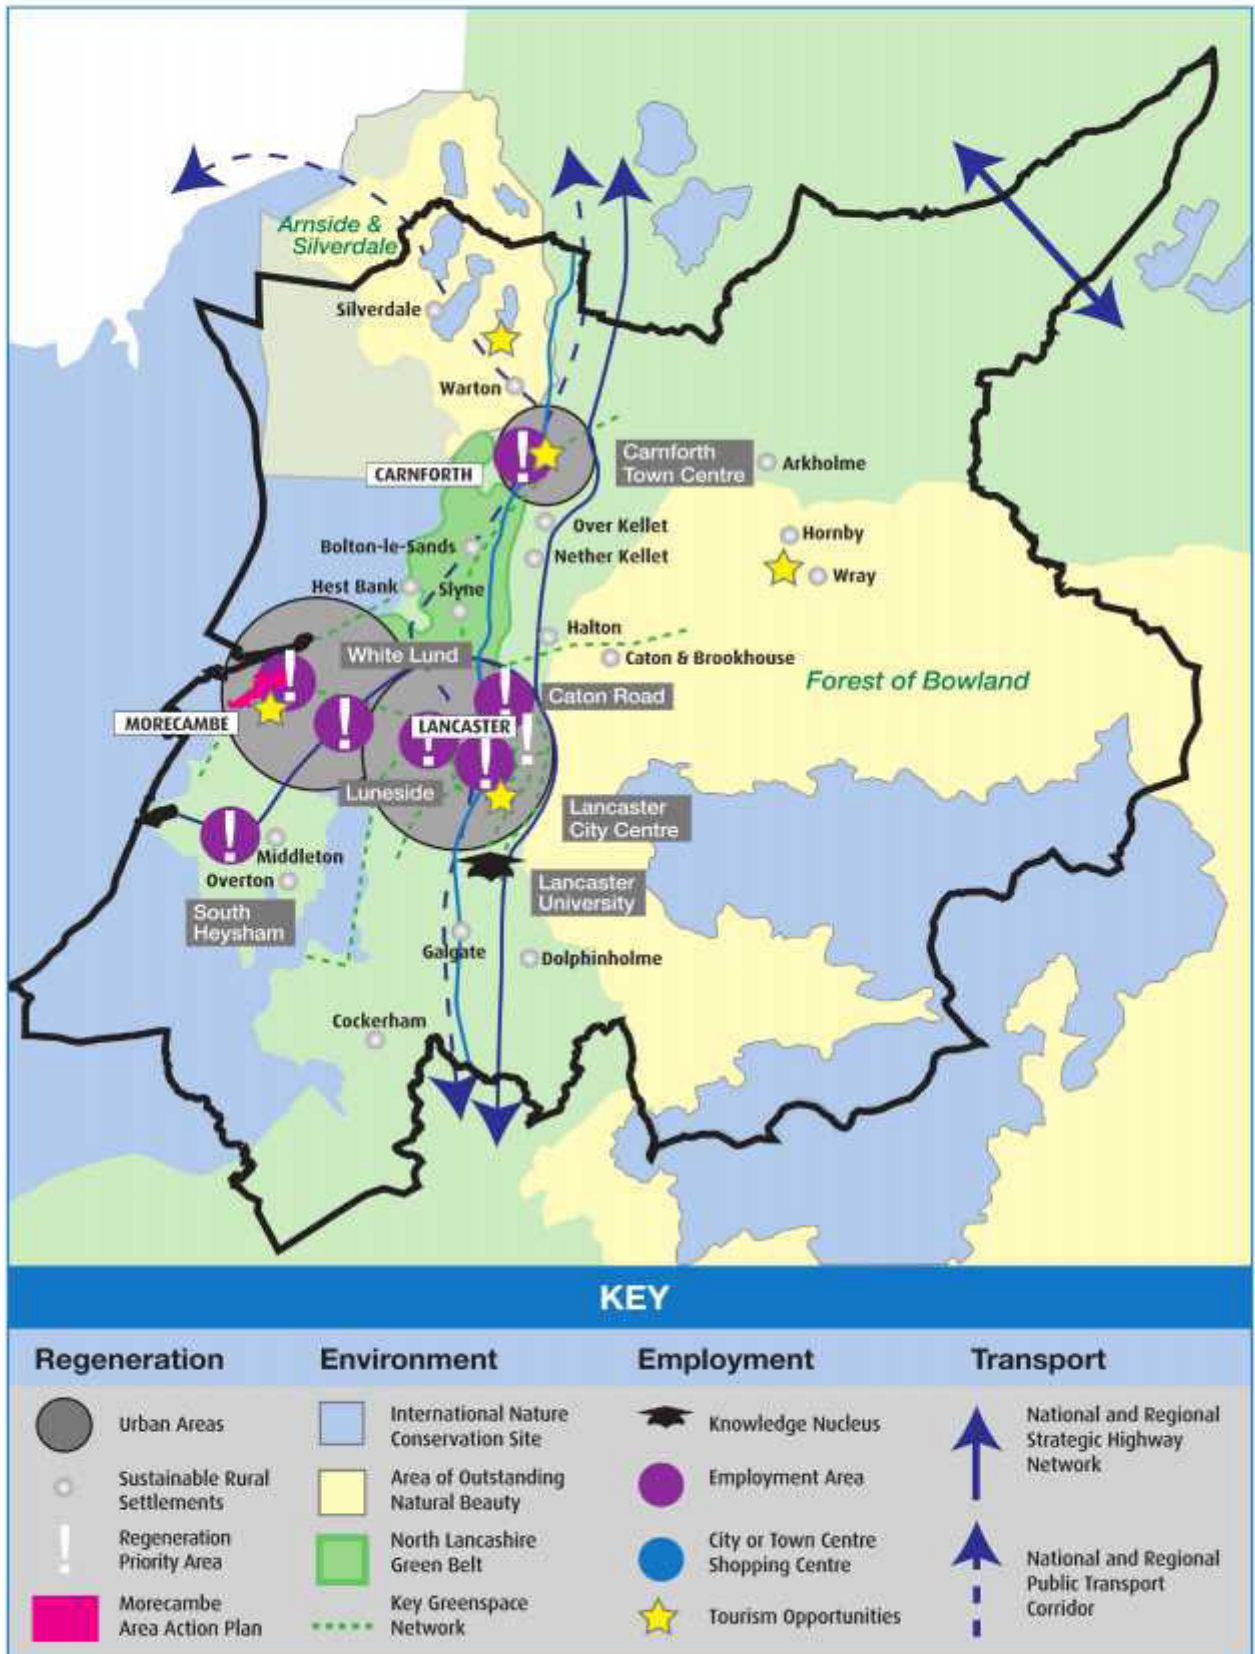 Arnside &
Silverdale
Silverdale
Warton
CARNFORTH
Carnforth
Town Centre
Arkholme
Over Kellet
Hornby
Bolton-le-Sands
Nether Kellet
Wray
Hest Bank
Slyne
Halton
White Lund
Caton & Brookhouse
Forest of Bowland
Caton Road
MORECAMBE
LANCASTER
Luneside
Lancaster
City Centre
Middleton
Overton
Lancaster
University
South
Heysham
Galgate
Dolphinholme
Cockerham
KEY
Regeneration
Urban Areas
Sustainable Rural
Settlements
Regeneration
Priority Area
Morecambe
Area Action Plan
Environment
International Nature
Conservation Site
Area of Outstanding
Natural Beauty
North Lancashire
Green Belt
Key Greenspace
Network
Employment
Knowledge Nucleus
Employment Area
City or Town Centre
Shopping Centre
Tourism Opportunities
Transport
National and Regional
Strategic Highway
Network
National and Regional
Public Transport
Corridor